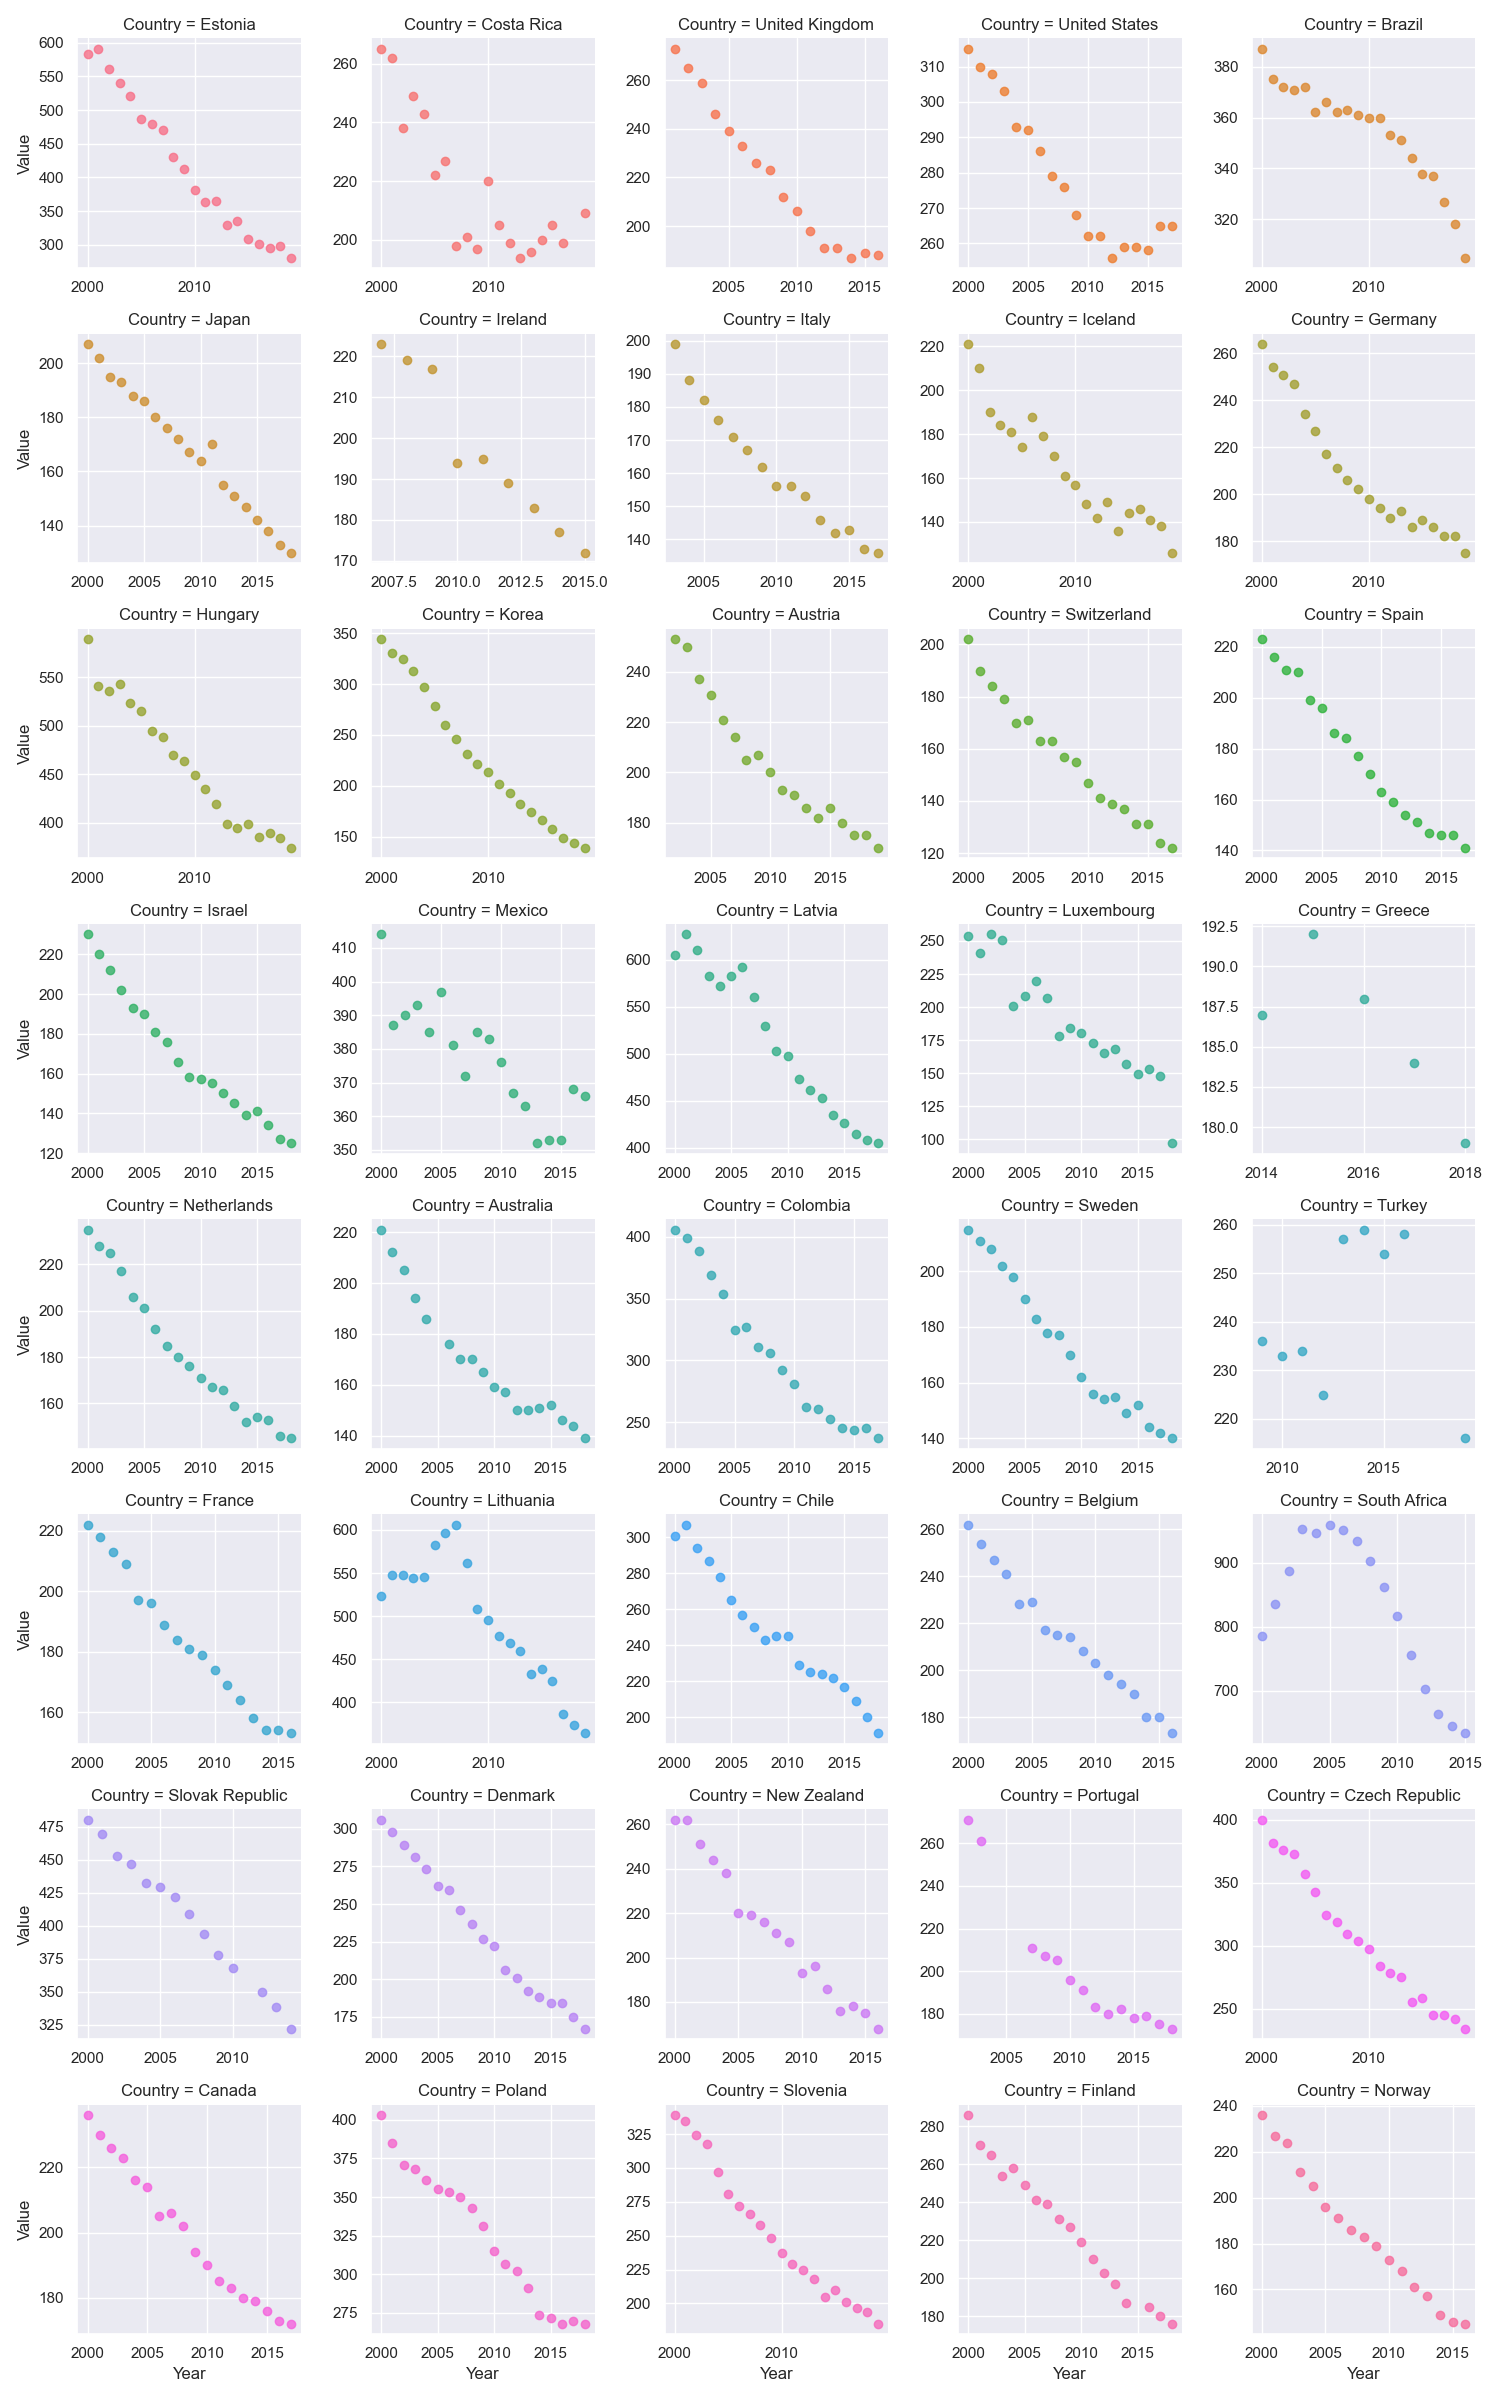 Country = Estonia
Country = Costa Rica
Country = United Kingdom
Country = United States
Country = Brazil
Value
600
550
500
450
400
350
300
2000 2010
260
240
220
200
2000 2010
260
240
220
200
2005 2010 2015
310
300
290
280
270
260
2000 2005 2010 2015
380
360
340
320
2000 2010
Country = Japan
Country = Ireland
Country = Italy
Country = Iceland
Country = Germany
Value
200
180
160
140
2000 2005 2010 2015
220
210
200
190
180
170
2007.5 2010.0 2012.5 2015.0
200
190
180
170
160
150
140
2005 2010 2015
220
200
180
160
140
2000 2010
260
240
220
200
180
2000 2010
Country = Hungary
Country = Korea
Country = Austria
Country = Switzerland
Country = Spain
Value
550
500
450
400
2000 2010
350
300
250
200
150
2000 2010
240
220
200
180
2005 2010 2015
200
180
160
140
120
2000 2005 2010 2015
220
200
180
160
140
2000 2005 2010 2015
Country = Israel
Country = Mexico
Country = Latvia
Country = Luxembourg
Country = Greece
Value
220
200
180
160
140
120
2000 2005 2010 2015
410
400
390
380
370
360
350
2000 2005 2010 2015
600
500
400
2000 2005 2010 2015
250
225
200
175
150
125
100
2000 2005 2010 2015
192.5
190.0
187.5
185.0
182.5
180.0
2014 2016 2018
Country = Netherlands
Country = Australia
Country = Colombia
Country = Sweden
Country = Turkey
Value
220
200
180
160
2000 2005 2010 2015
220
200
180
160
140
2000 2005 2010 2015
400
350
300
250
2000 2005 2010 2015
200
180
160
140
2000 2005 2010 2015
260
250
240
230
220
2010 2015
Country = France
Country = Lithuania
Country = Chile
Country = Belgium
Country = South Africa
Value
220
200
180
160
2000 2005 2010 2015
600
550
500
450
400
2000 2010
300
280
260
240
220
200
2000 2005 2010 2015
260
240
220
200
180
2000 2005 2010 2015
900
800
700
2000 2005 2010 2015
Country = Slovak Republic
Country = Denmark
Country = New Zealand
Country = Portugal
Country = Czech Republic
Value
475
450
425
400
375
350
325
2000 2005 2010
300
275
250
225
200
175
2000 2005 2010 2015
260
240
220
200
180
2000 2005 2010 2015
260
240
220
200
180
2005 2010 2015
400
350
300
250
2000 2010
Country = Canada
Country = Poland
Country = Slovenia
Country = Finland
Country = Norway
Value
220
200
180
2000 2005 2010 2015
Year
400
375
350
325
300
275
2000 2005 2010 2015
Year
325
300
275
250
225
200
2000 2010
Year
280
260
240
220
200
180
2000 2005 2010 2015
Year
240
220
200
180
160
2000 2005 2010 2015
Year